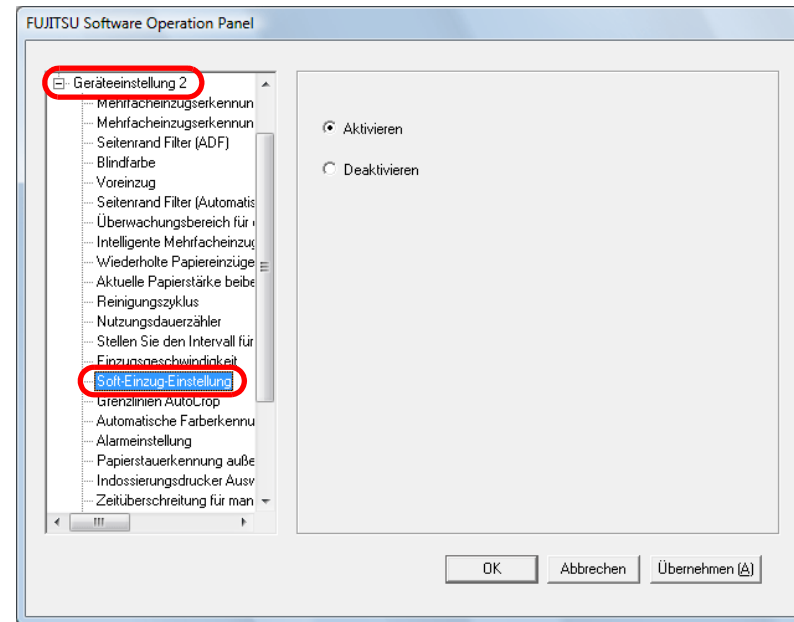 FUJITSU Software Operation Panel
Geräteeinstellung 2
Mehrfacheinzugserkennun
Mehrfacheinzugserkennun
Seitenrand Filter (ADF)
Blindfarbe
Voreinzug
Seitenrand Filter (Automatis
Überwachungsbereich für
Intelligente Mehrfacheinzug
Wiederholte Papiereinzüge
Aktuelle Papierstärke beibe
Reinigungszyklus
Nutzungsdauerzähler
Stellen Sie den Intervall für
Einzugsgeschwindigkeit
Soft-Einzug-Einstellung
Grenzlinien AutoCrop
Automatische Farberkennu
Alarmeinstellung
Papierstauerkennung auße
Indossierungsdrucker Ausw
Zeitüberschreitung für man
Aktivieren
Deaktivieren
OK
Abbrechen
Übernehmen (A)